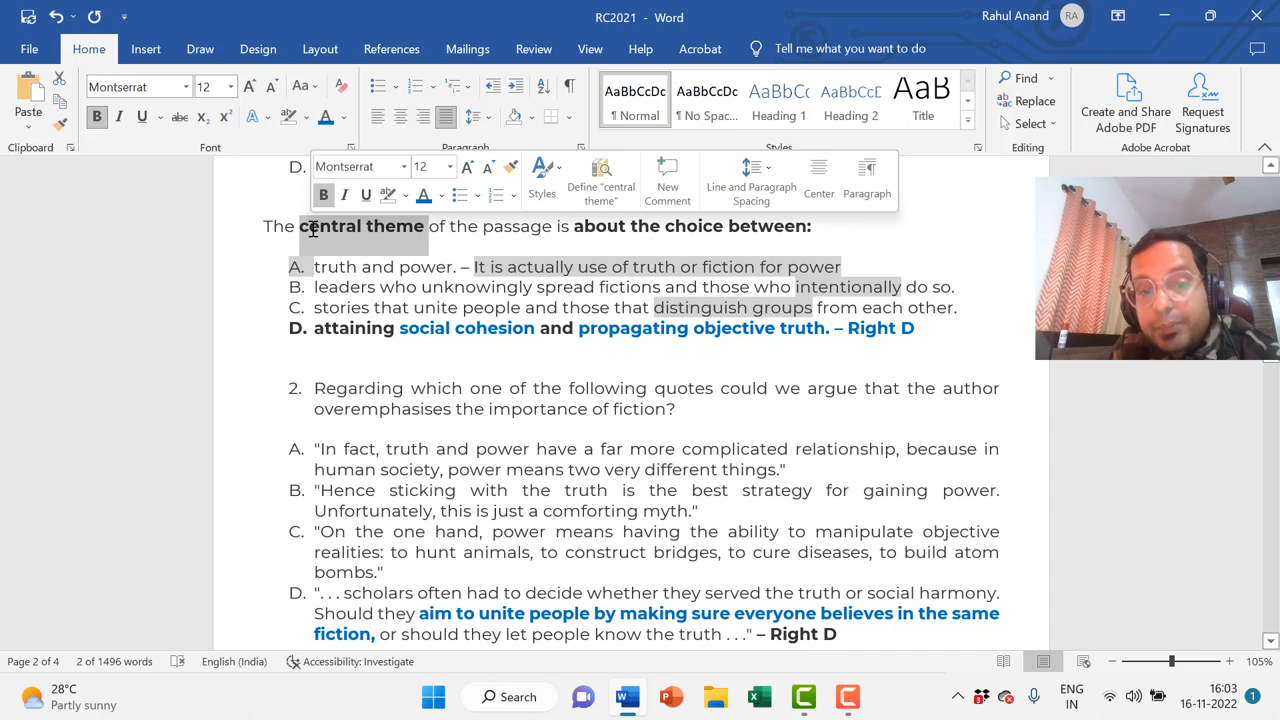 RC2021 - Word
Rahul Anand RA
File Home Insert Draw Design Layout References Mailings Review View Help Acrobat Tell me what you want to do
Paste
Montserrat 12
Aa
AaBbCcDc AaBbCcDc AaBbCc AaBbCcD AaB
¶ Normal ¶ No Spac... Heading 1 Heading 2 Title
Find
Replace
Select
Create and Share Adobe PDF
Request Signatures
Clipboard Font Paragraph Styles Editing Adobe Acrobat
Montserrat 12
Styles
Define "central theme"
New Comment
Line and Paragraph Spacing
Center
Paragraph
D.
The central theme of the passage is about the choice between:
A. truth and power. – It is actually use of truth or fiction for power
B. leaders who unknowingly spread fictions and those who intentionally do so.
C. stories that unite people and those that distinguish groups from each other.
D. attaining social cohesion and propagating objective truth. – Right D
2. Regarding which one of the following quotes could we argue that the author
overemphasises the importance of fiction?
A. "In fact, truth and power have a far more complicated relationship, because in
human society, power means two very different things."
B. "Hence sticking with the truth is the best strategy for gaining power.
Unfortunately, this is just a comforting myth."
C. "On the one hand, power means having the ability to manipulate objective
realities: to hunt animals, to construct bridges, to cure diseases, to build atom
bombs."
D. ". . . scholars often had to decide whether they served the truth or social harmony.
Should they aim to unite people by making sure everyone believes in the same
fiction, or should they let people know the truth . . ." – Right D
Page 2 of 4 2 of 1496 words English (India) Accessibility: Investigate 105%
28°C
Partly sunny
Search
ENG
IN
16:03
16-11-2022
1